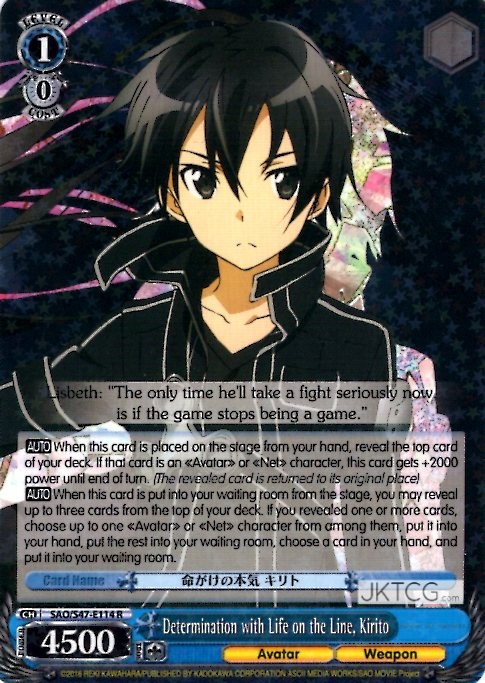 LEVEL
1
0
COST
Lisbeth: "The only time he'll take a fight seriously now,
is if the game stops being a game."
AUTO When this card is placed on the stage from your hand, reveal the top card
of your deck. If that card is an «Avatar» or «Net» character, this card gets +2000
power until end of turn. (The revealed card is returned to its original place)
AUTO When this card is put into your waiting room from the stage, you may reveal
up to three cards from the top of your deck. If you revealed one or more cards,
choose up to one «Avatar» or «Net» character from among them, put it into
your hand, put the rest into your waiting room, choose a card in your hand, and
put it into your waiting room.
Card Name 命がけの本気 キリト
JKTCG.com
CH SAO/S47-E114 R
POWER 4500 Determination with Life on the Line, Kirito
Avatar Weapon
©2016 REKI KAWAHARA/PUBLISHED BY KADOKAWA CORPORATION ASCII MEDIA WORKS/SAO MOVIE Project